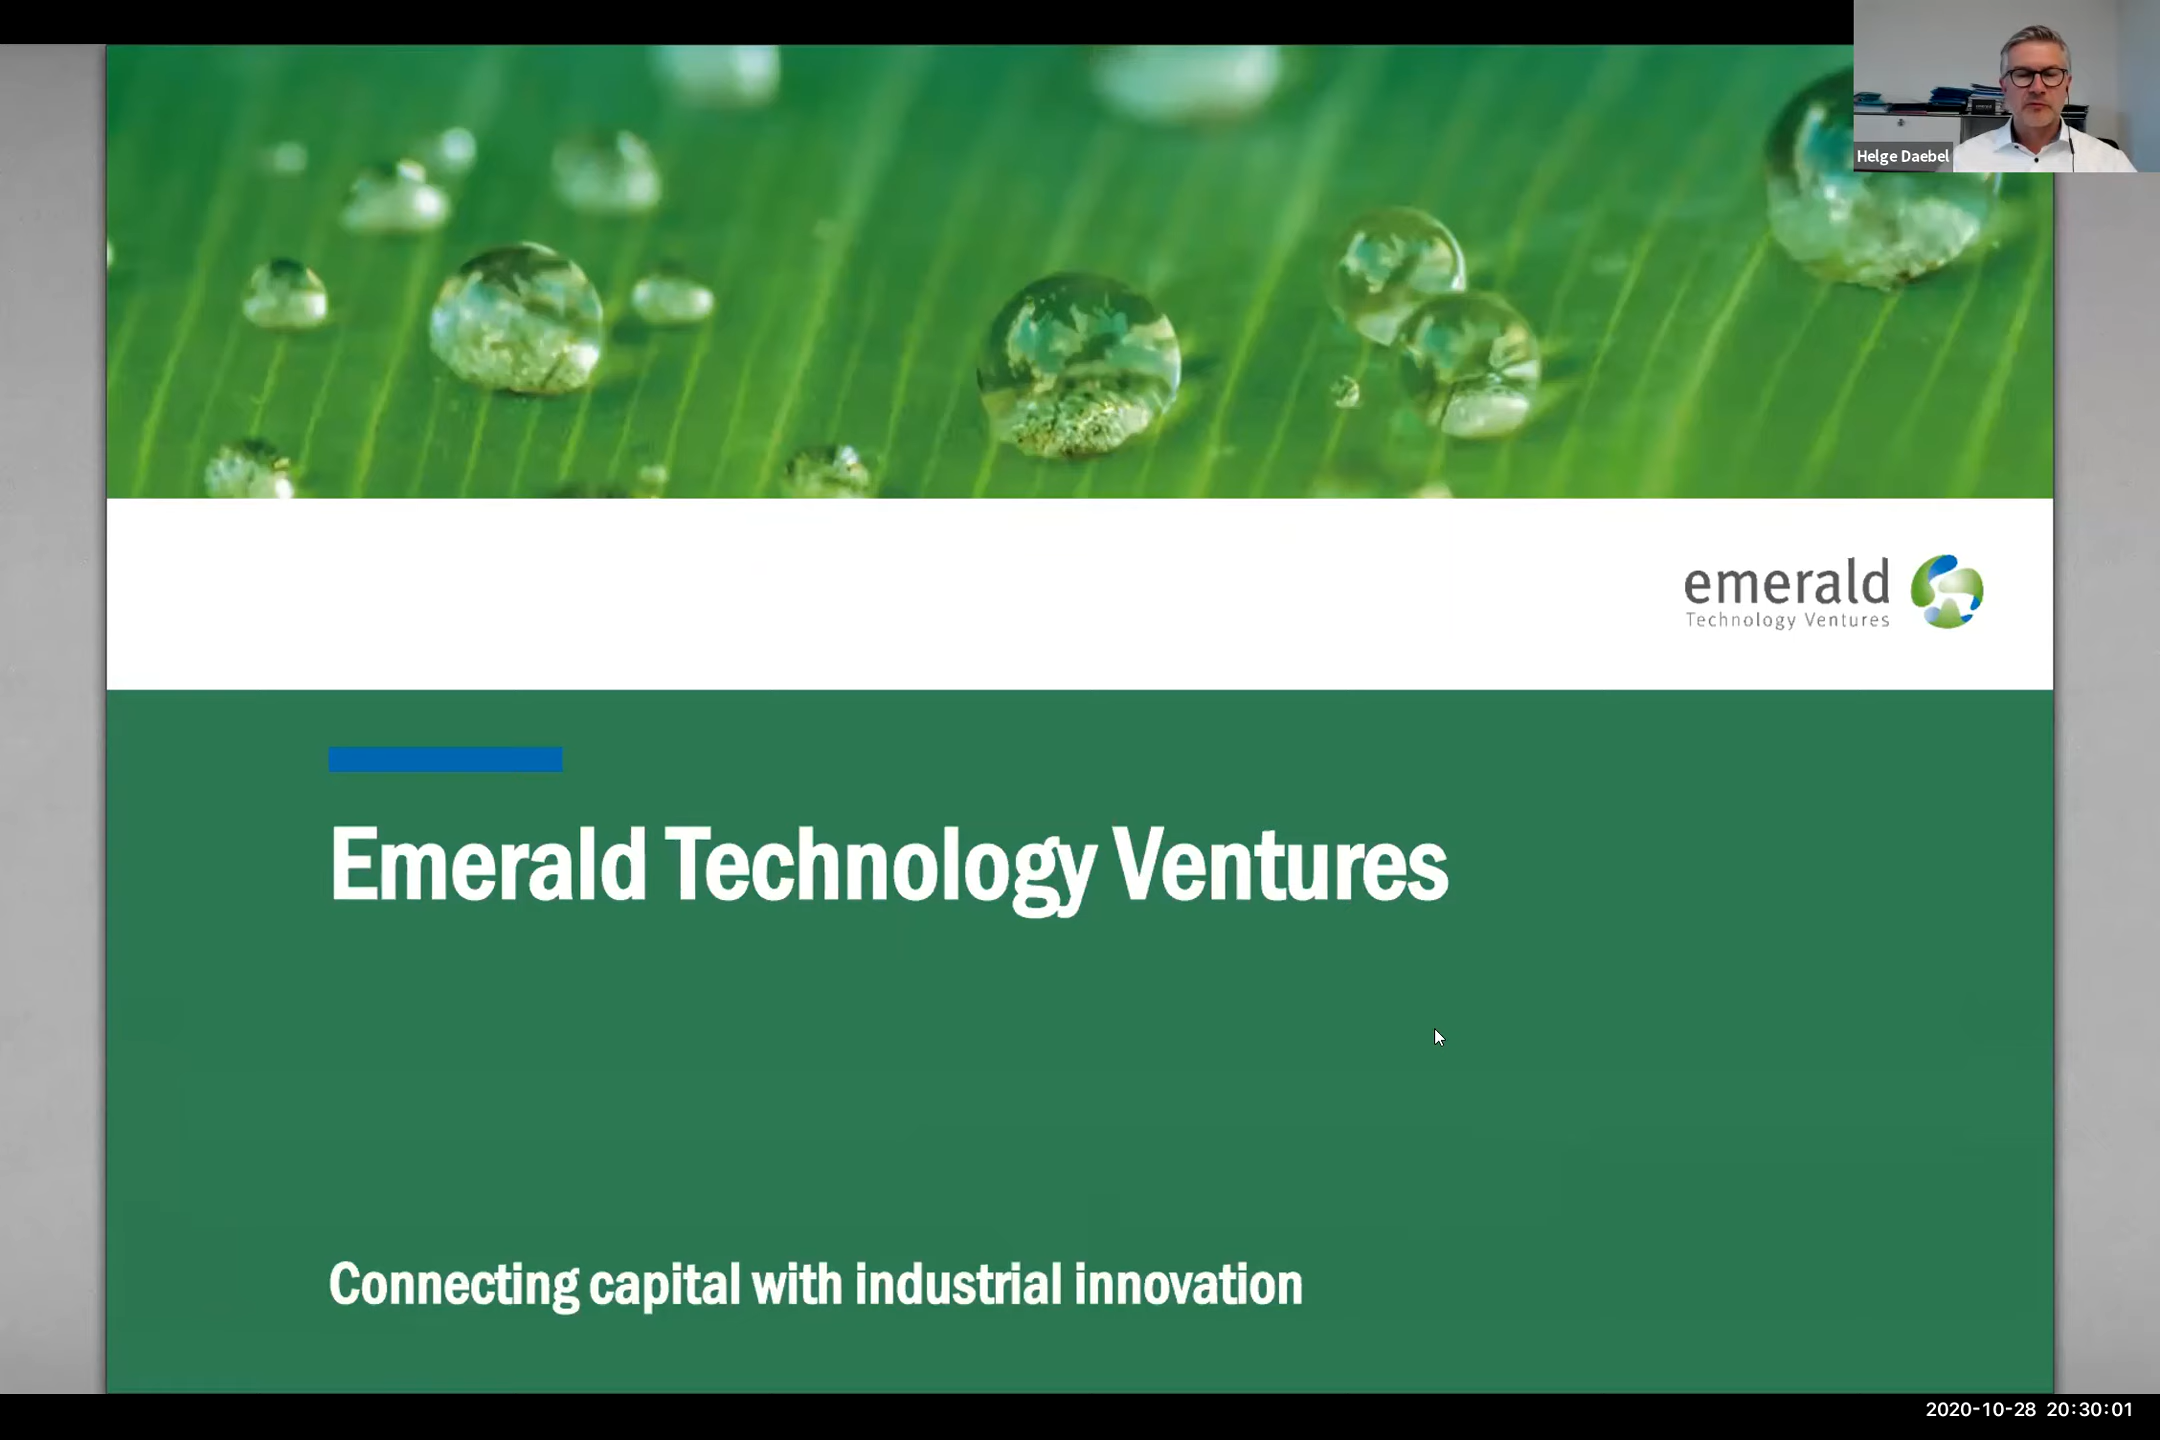 Helge Daebel
emerald
Technology Ventures
Emerald Technology Ventures
Connecting capital with industrial innovation
2020-10-28 20:30:01